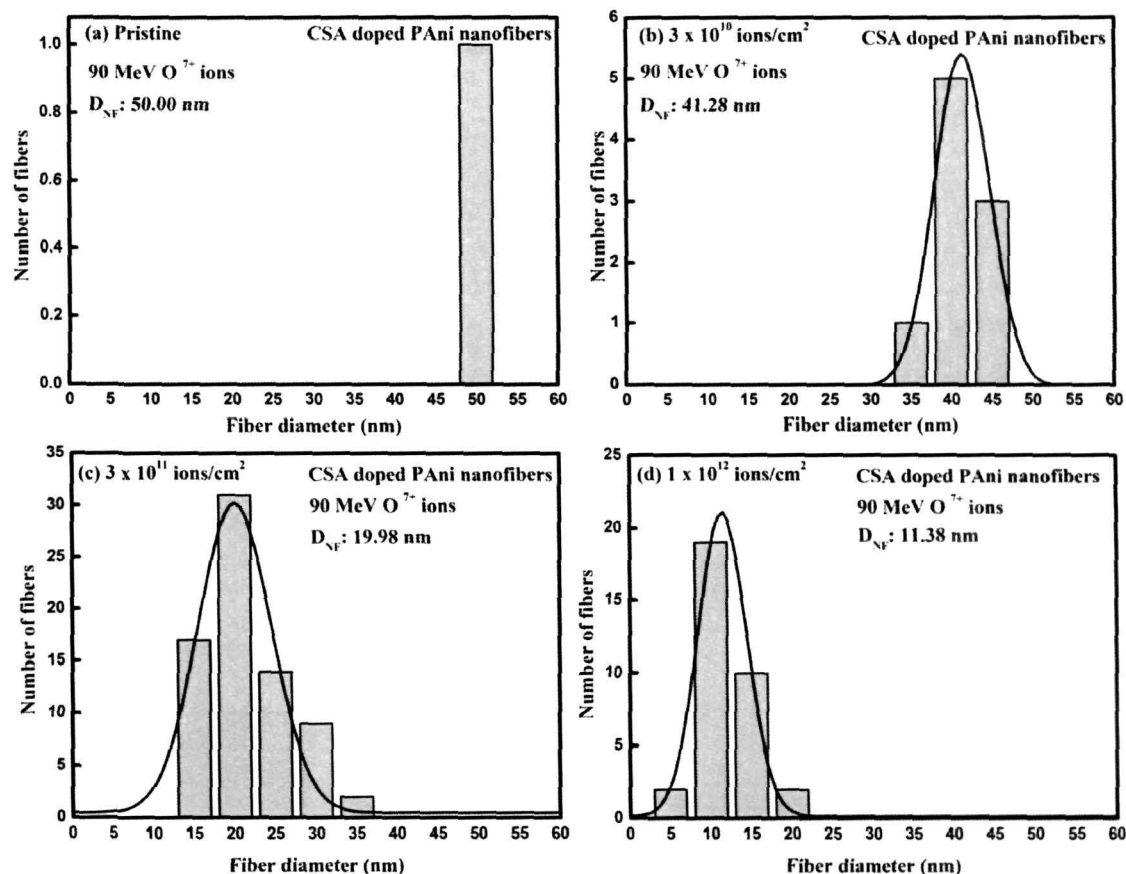 (a) Pristine
CSA doped PAni nanofibers
90 MeV O 7+ ions
D_NF: 50.00 nm
Number of fibers
1.0
0.8
0.6
0.4
0.2
0.0
0 5 10 15 20 25 30 35 40 45 50 55 60
Fiber diameter (nm)
(b) 3 x 10^10 ions/cm^2
CSA doped PAni nanofibers
90 MeV O 7+ ions
D_NF: 41.28 nm
Number of fibers
6
5
4
3
2
1
0
0 5 10 15 20 25 30 35 40 45 50 55 60
Fiber diameter (nm)
(c) 3 x 10^11 ions/cm^2
CSA doped PAni nanofibers
90 MeV O 7+ ions
D_NF: 19.98 nm
Number of fibers
35
30
25
20
15
10
5
0
0 5 10 15 20 25 30 35 40 45 50 55 60
Fiber diameter (nm)
(d) 1 x 10^12 ions/cm^2
CSA doped PAni nanofibers
90 MeV O 7+ ions
D_NF: 11.38 nm
Number of fibers
25
20
15
10
5
0
0 5 10 15 20 25 30 35 40 45 50 55 60
Fiber diameter (nm)